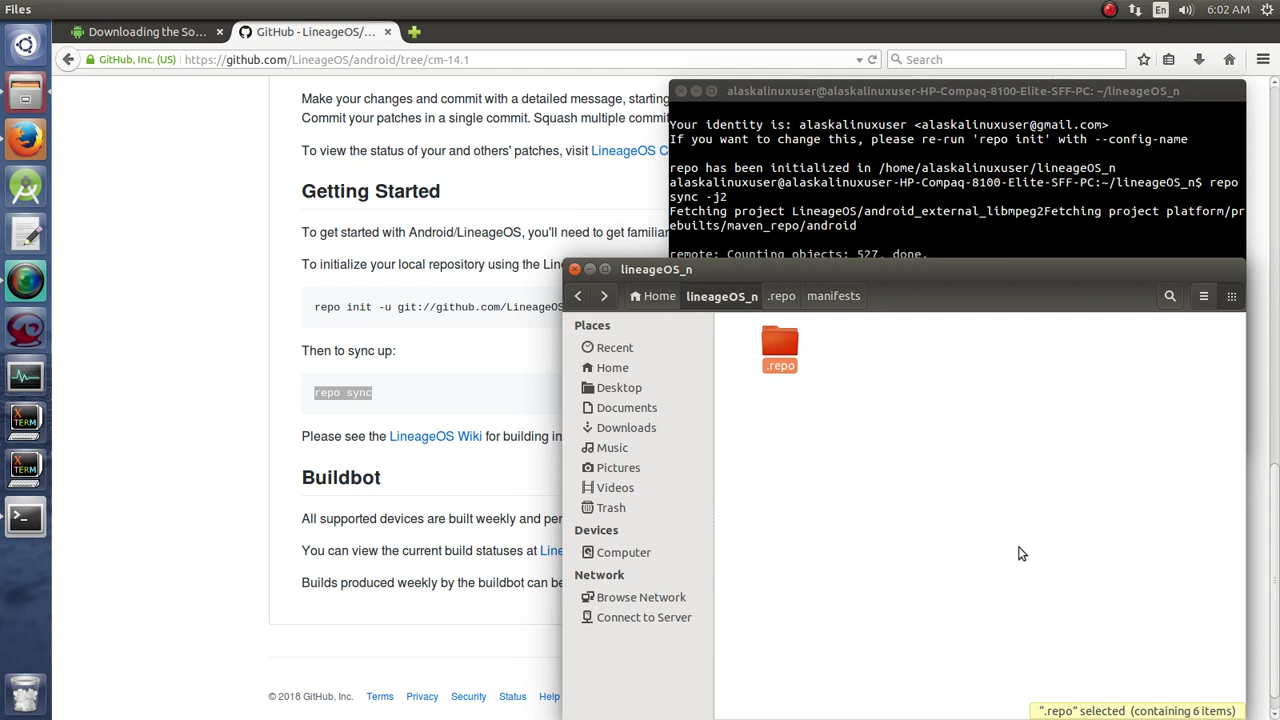 Files
En
6:02 AM
Downloading the So...
GitHub - LineageOS/...
GitHub, Inc. (US)
https://github.com/LineageOS/android/tree/cm-14.1
Search
Make your changes and commit with a detailed message, starting
Commit your patches in a single commit. Squash multiple commit
To view the status of your and others' patches, visit LineageOS C
Getting Started
To get started with Android/LineageOS, you'll need to get familiar
To initialize your local repository using the Line
repo init -u git://github.com/LineageOS
Then to sync up:
repo sync
Please see the LineageOS Wiki for building in
Buildbot
All supported devices are built weekly and per
You can view the current build statuses at Line
Builds produced weekly by the buildbot can be
© 2018 GitHub, Inc.
Terms
Privacy
Security
Status
Help
alaskalinuxuser@alaskalinuxuser-HP-Compaq-8100-Elite-SFF-PC: ~/lineageOS_n
Your identity is: alaskalinuxuser <alaskalinuxuser@gmail.com>
If you want to change this, please re-run 'repo init' with --config-name
repo has been initialized in /home/alaskalinuxuser/lineageOS_n
alaskalinuxuser@alaskalinuxuser-HP-Compaq-8100-Elite-SFF-PC:~/lineageOS_n$ repo
sync -j2
Fetching project LineageOS/android_external_libmpeg2Fetching project platform/pr
ebuilts/maven_repo/android
remote: Counting objects: 527, done.
lineageOS_n
Home
lineageOS_n
.repo
manifests
Places
Recent
Home
Desktop
Documents
Downloads
Music
Pictures
Videos
Trash
Devices
Computer
Network
Browse Network
Connect to Server
.repo
“.repo” selected (containing 6 items)
X
TERM
X
TERM